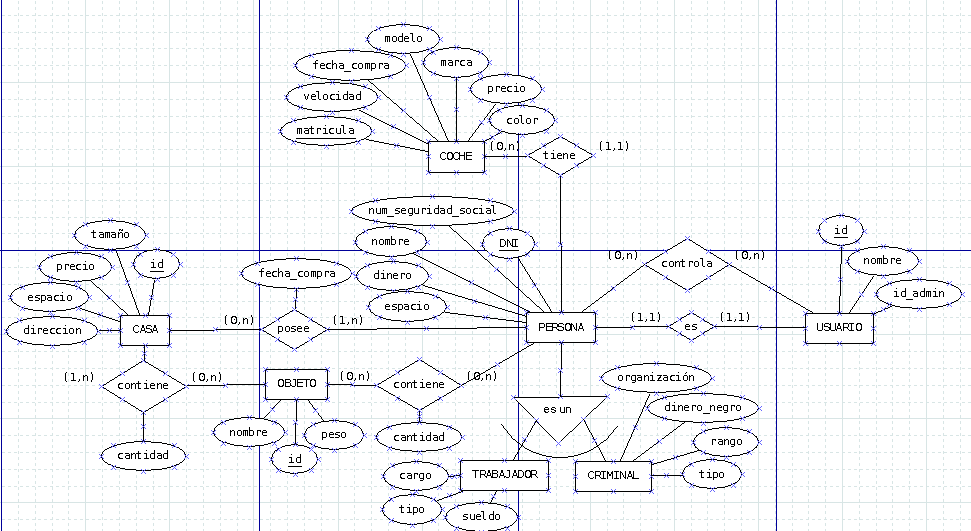 modelo
fecha_compra
marca
velocidad
precio
matricula
color
COCHE
(0,n)
tiene
(1,1)
num_seguridad_social
tamaño
nombre
DNI
id
precio
id
(0,n)
controla
(0,n)
nombre
fecha_compra
dinero
espacio
espacio
id_admin
direccion
CASA
(0,n)
posee
(1,n)
PERSONA
(1,1)
es
(1,1)
USUARIO
(1,n)
contiene
(0,n)
OBJETO
(0,n)
contiene
(0,n)
organización
es un
dinero_negro
nombre
peso
cantidad
rango
cantidad
id
cargo
TRABAJADOR
CRIMINAL
tipo
tipo
sueldo